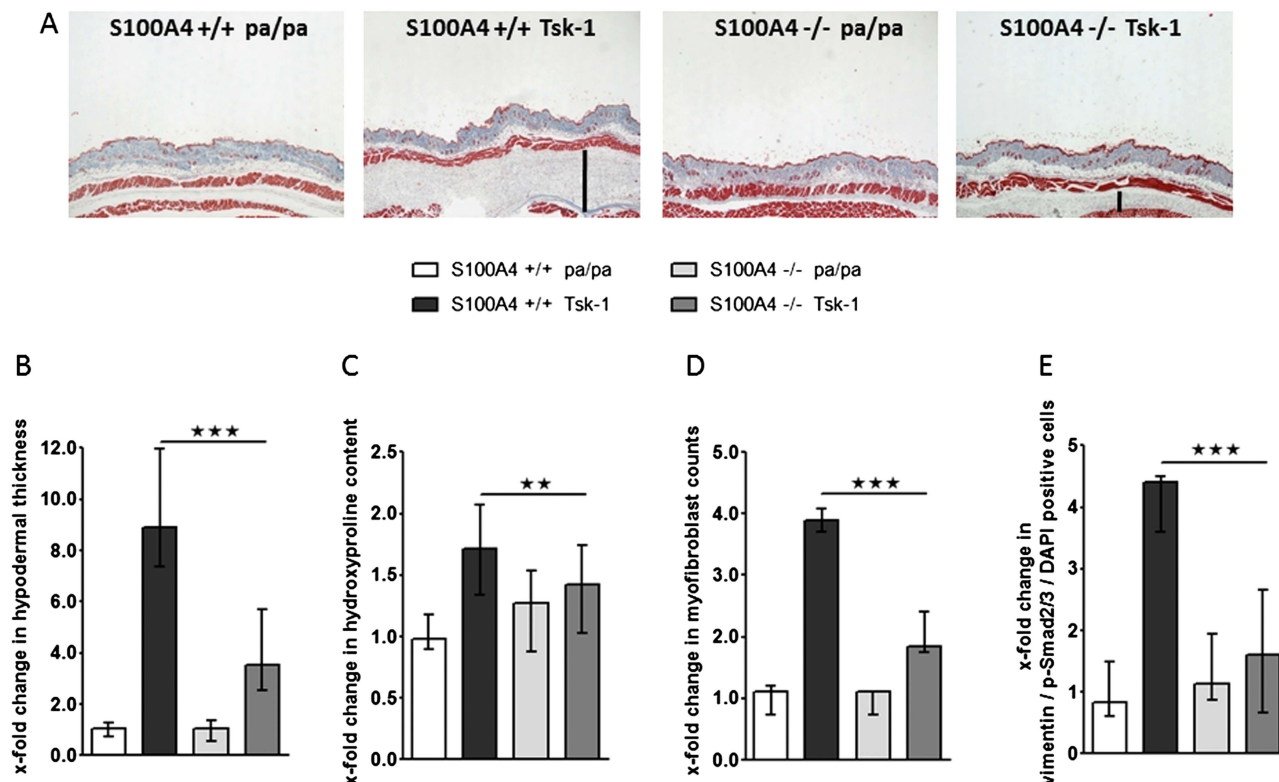 A
S100A4 +/+ pa/pa
S100A4 +/+ Tsk-1
S100A4 -/- pa/pa
S100A4 -/- Tsk-1
S100A4 +/+ pa/pa
S100A4 -/- pa/pa
S100A4 +/+ Tsk-1
S100A4 -/- Tsk-1
B
x-fold change in hypodermal thickness
12.0
10.0
8.0
6.0
4.0
2.0
0.0
★★★
C
x-fold change in hydroxyproline content
2.5
2.0
1.5
1.0
0.5
0.0
★★
D
x-fold change in myofibroblast counts
5.0
4.0
3.0
2.0
1.0
0.0
★★★
E
x-fold change in
vimentin / p-Smad2/3 / DAPI positive cells
5
4
3
2
1
0
★★★